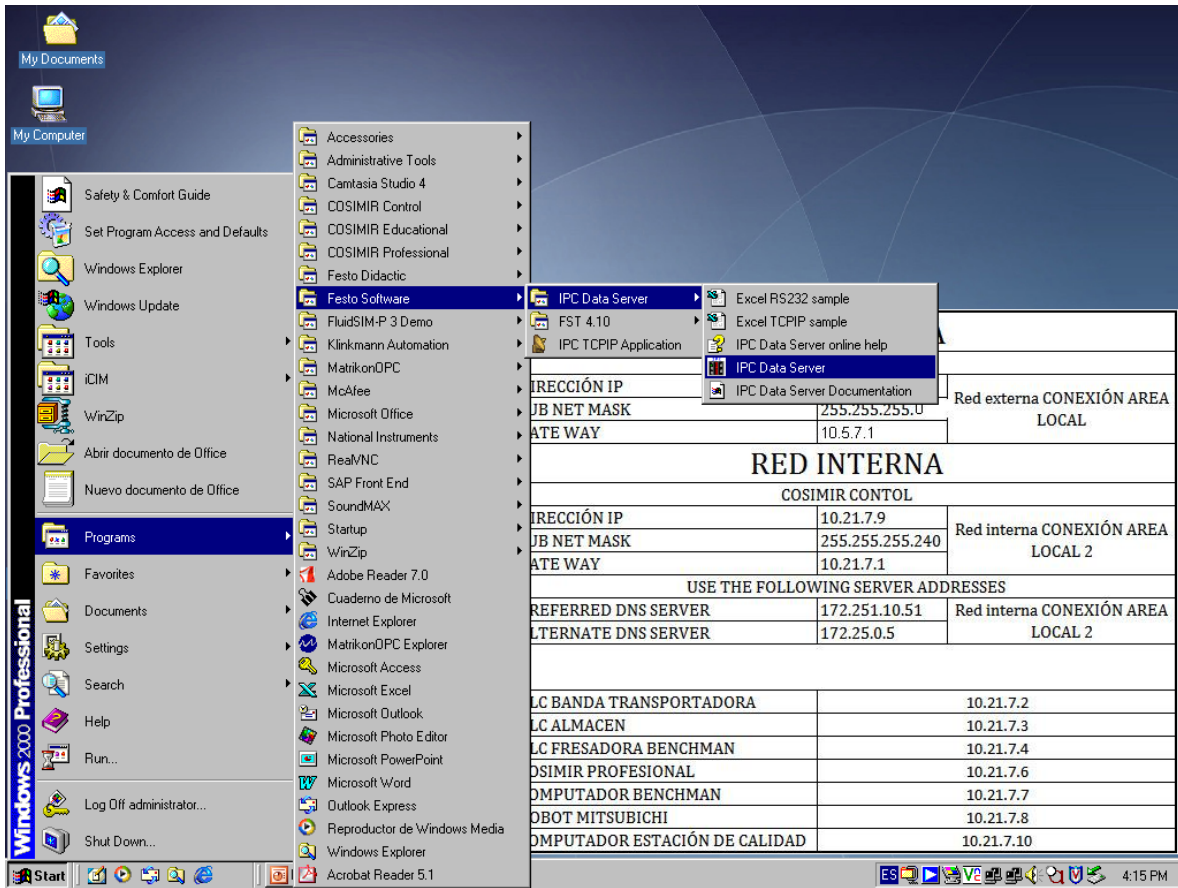 My Documents
My Computer
Safety & Comfort Guide
Set Program Access and Defaults
Windows Explorer
Windows Update
Tools
iCIM
WinZip
Abrir documento de Office
Nuevo documento de Office
Programs
Favorites
Documents
Settings
Search
Help
Run...
Log Off administrator...
Shut Down...
Windows 2000 Professional
Accessories
Administrative Tools
Camtasia Studio 4
COSIMIR Control
COSIMIR Educational
COSIMIR Professional
Festo Didactic
Festo Software
FluidSIM-P 3 Demo
Klinkmann Automation
MatrikonOPC
McAfee
Microsoft Office
National Instruments
RealVNC
SAP Front End
SoundMAX
Startup
WinZip
Adobe Reader 7.0
Cuaderno de Microsoft
Internet Explorer
MatrikonOPC Explorer
Microsoft Access
Microsoft Excel
Microsoft Outlook
Microsoft Photo Editor
Microsoft PowerPoint
Microsoft Word
Outlook Express
Reproductor de Windows Media
Windows Explorer
Acrobat Reader 5.1
IPC Data Server
FST 4.10
IPC TCPIP Application
Excel RS232 sample
Excel TCPIP sample
IPC Data Server online help
IPC Data Server
IPC Data Server Documentation
A
IRECCIÓN IP
UB NET MASK 255.255.255.0
ATE WAY 10.5.7.1
Red externa CONEXIÓN AREA
LOCAL
RED INTERNA
COSIMIR CONTOL
IRECCIÓN IP 10.21.7.9
UB NET MASK 255.255.255.240
ATE WAY 10.21.7.1
Red interna CONEXIÓN AREA
LOCAL 2
USE THE FOLLOWING SERVER ADDRESSES
REFERRED DNS SERVER 172.251.10.51
LTERNATE DNS SERVER 172.25.0.5
Red interna CONEXIÓN AREA
LOCAL 2
LC BANDA TRANSPORTADORA 10.21.7.2
LC ALMACEN 10.21.7.3
LC FRESADORA BENCHMAN 10.21.7.4
OSIMIR PROFESIONAL 10.21.7.6
OMPUTADOR BENCHMAN 10.21.7.7
OBOT MITSUBICHI 10.21.7.8
OMPUTADOR ESTACIÓN DE CALIDAD 10.21.7.10
Start
ES
4:15 PM